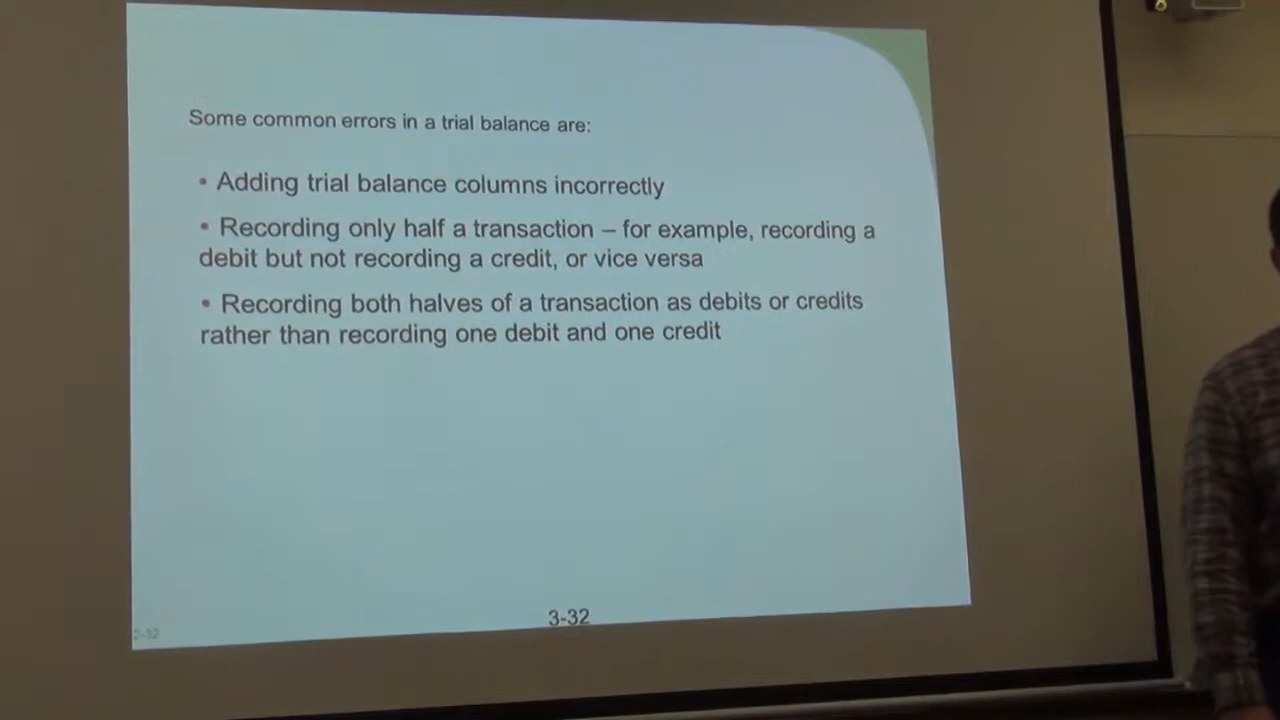 Some common errors in a trial balance are:
• Adding trial balance columns incorrectly
• Recording only half a transaction – for example, recording a
debit but not recording a credit, or vice versa
• Recording both halves of a transaction as debits or credits
rather than recording one debit and one credit
3-32